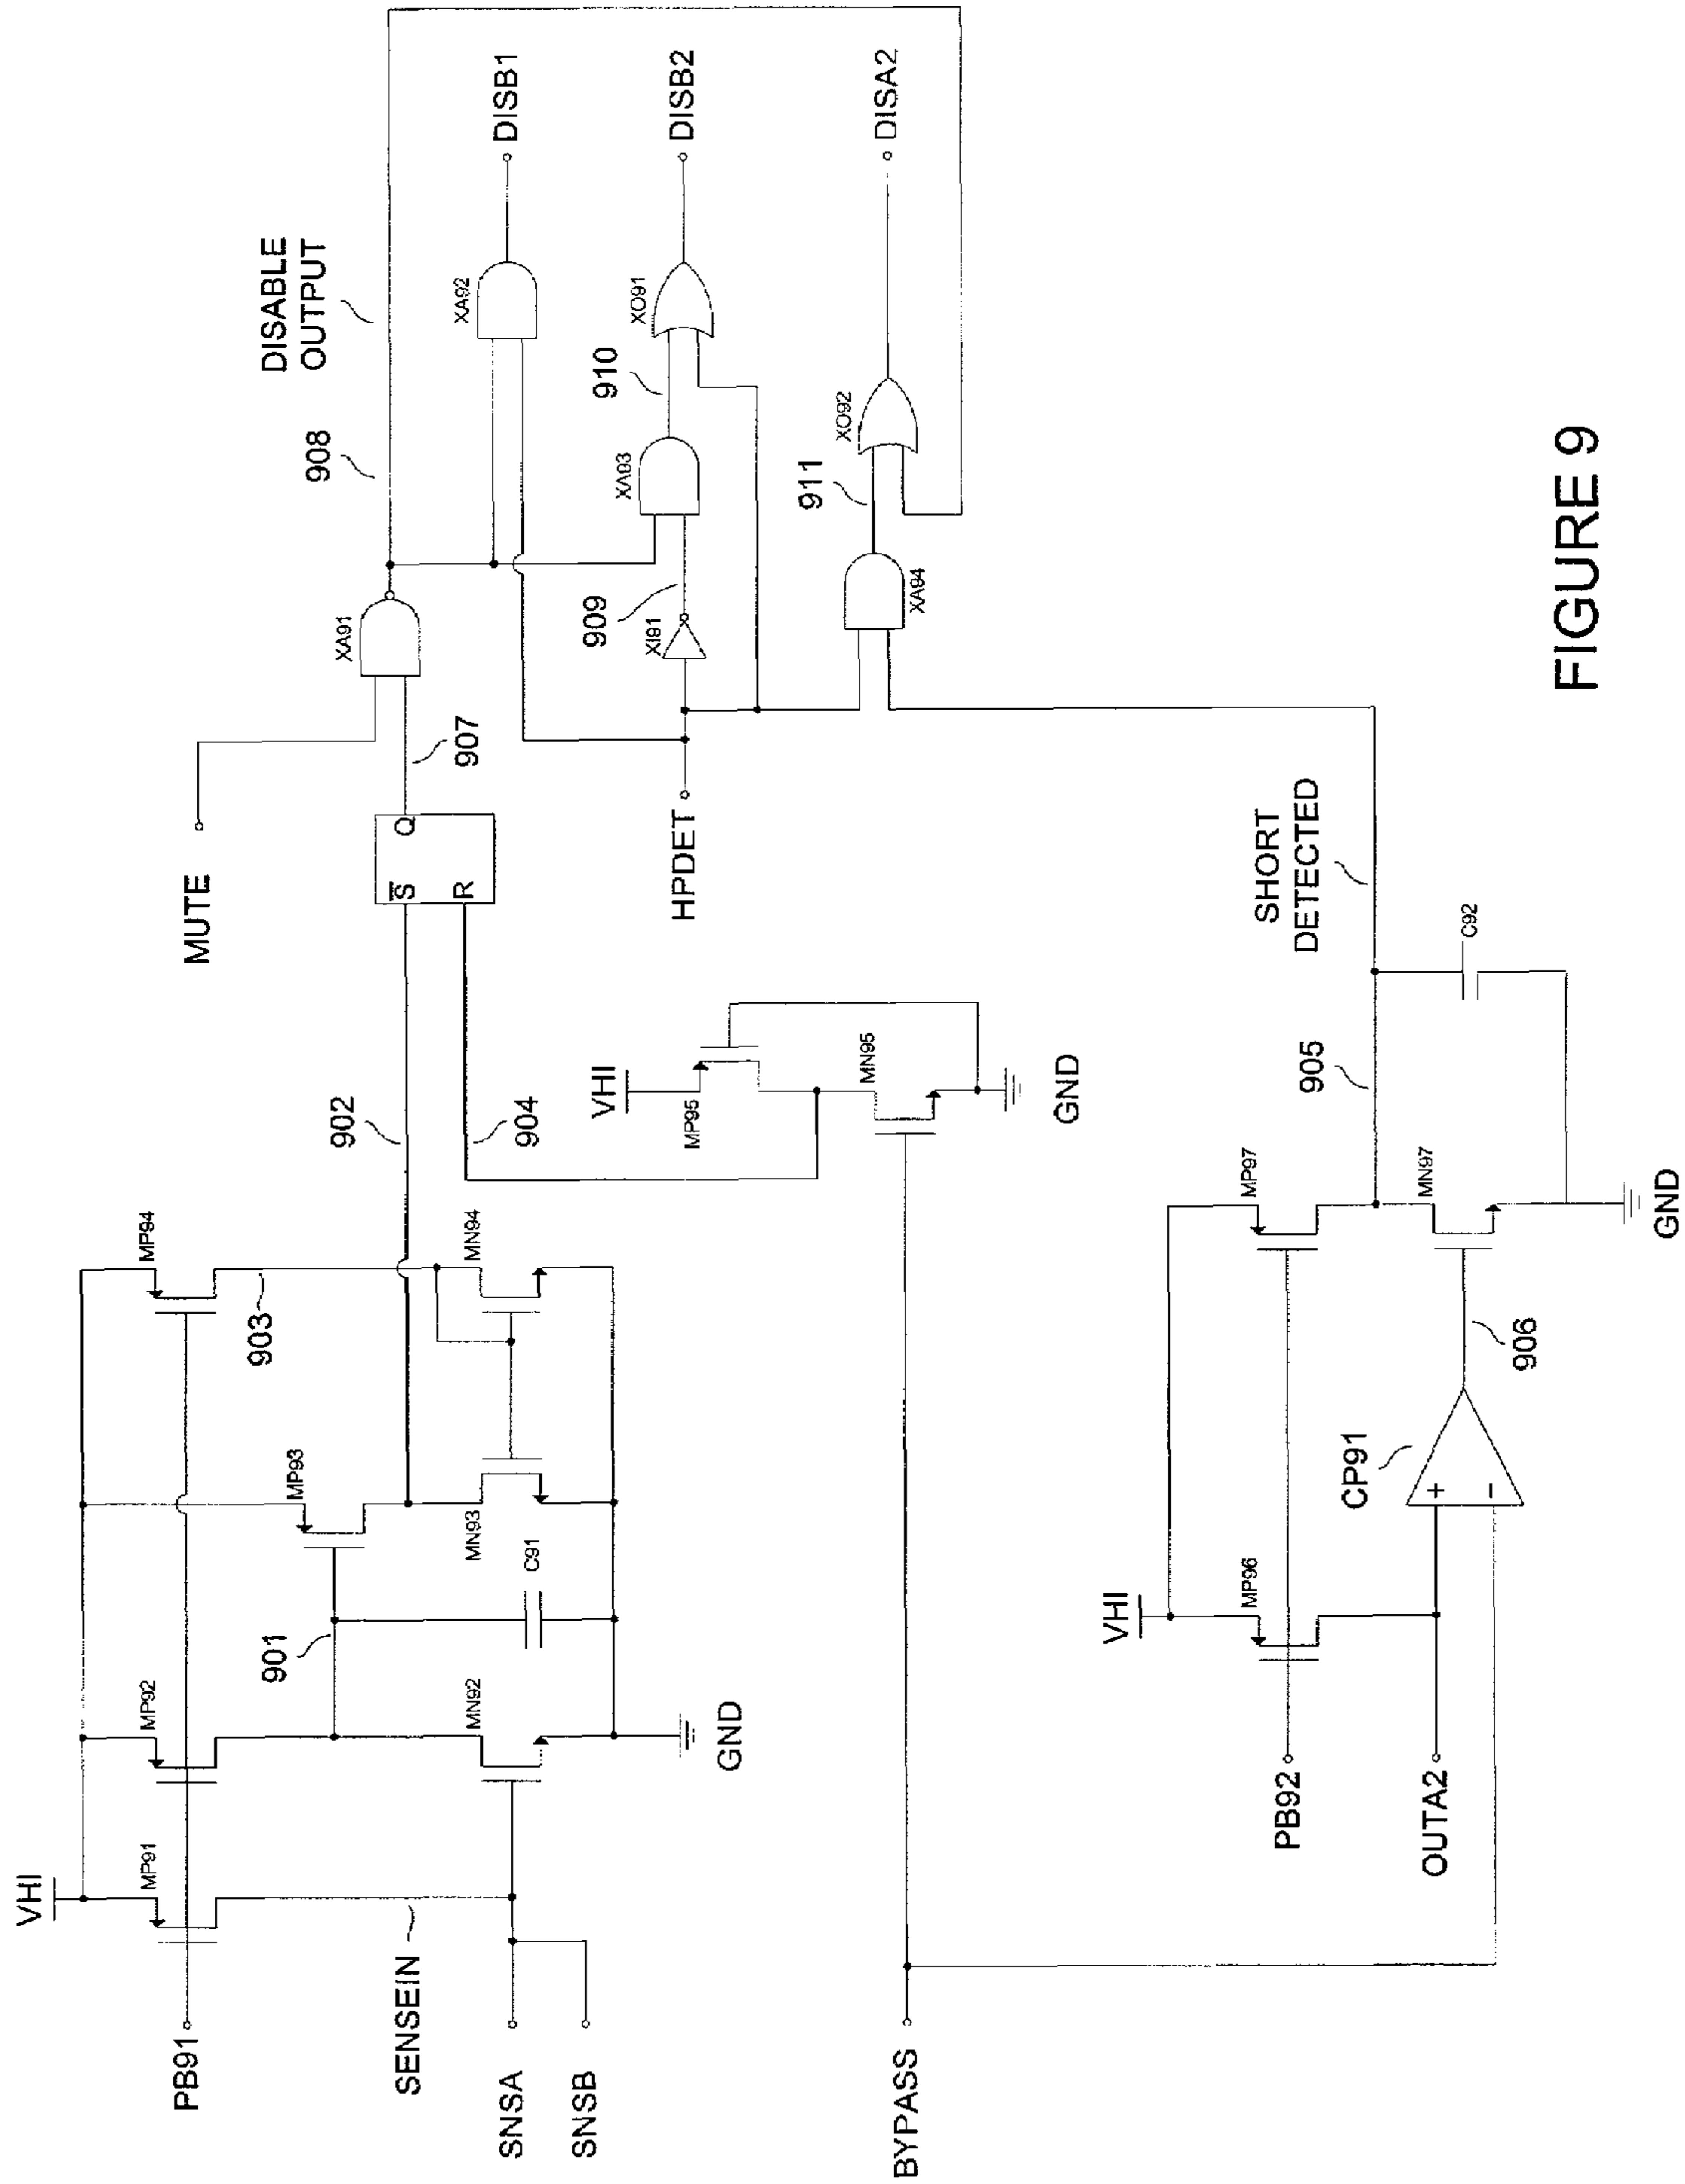 VHI
MP91
MP92
MP93
MP94
PB91
903
SENSEIN
901
902
904
MN92
C91
MN93
MN94
SNSA
SNSB
GND
MUTE
S
R
Q
907
XA91
908
DISABLE
OUTPUT
XA92
DISB1
HPDET
XI91
909
XA93
910
XO91
DISB2
VHI
MP95
MN95
GND
XA94
911
XO92
DISA2
BYPASS
VHI
MP96
MP97
PB92
OUTA2
CP91
+
-
906
905
MN97
C92
GND
SHORT
DETECTED
FIGURE 9